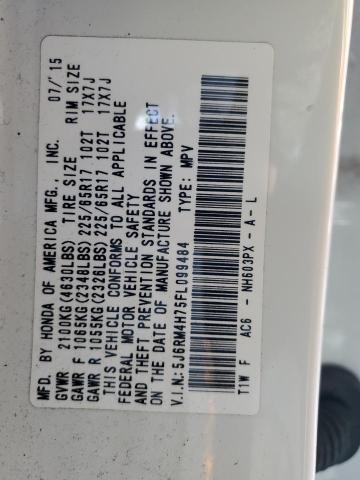 MFD. BY HONDA OF AMERICA MFG., INC. 07/'15
GVWR 2100KG(4630LBS) TIRE SIZE RIM SIZE
GAWR F 1065KG(2348LBS) 225/65R17 102T 17X7J
GAWR R 1055KG(2326LBS) 225/65R17 102T 17X7J
THIS VEHICLE CONFORMS TO ALL APPLICABLE
FEDERAL MOTOR VEHICLE SAFETY
AND THEFT PREVENTION STANDARDS IN EFFECT
ON THE DATE OF MANUFACTURE SHOWN ABOVE.
V.I.N: 5J6RM4H75FL099484 TYPE: MPV
T1W F AC6 - NH603PX - A - L